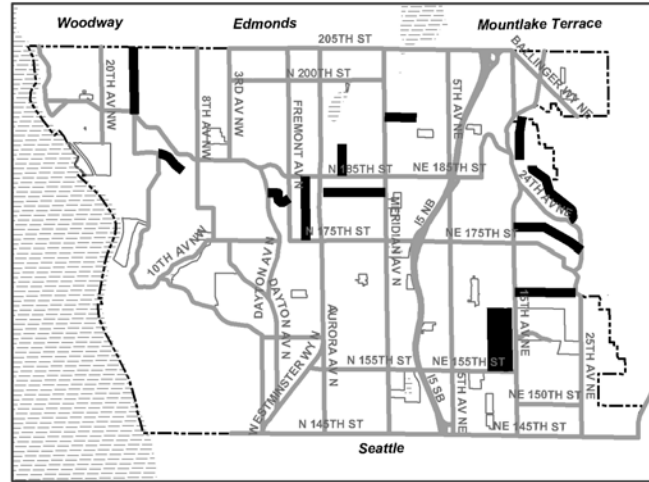 Woodway Edmonds Mountlake Terrace
205TH ST
BALLINGER WY NE
20TH AV NW
8TH AV NW
3RD AV NW
N 200TH ST
FREMONT AV N
5TH AV NE
N 185TH ST
NE 185TH ST
I5 NB
24TH AV NE
MERIDIAN AV N
N 175TH ST
NE 175TH ST
10TH AV NW
DAYTON AV N
DAYTON AV N
AURORA AV N
15TH AV NE
25TH AV NE
N 155TH ST
NE 155TH ST
WESTMINSTER WY N
I5 SB
5TH AV NE
NE 150TH ST
N 145TH ST
NE 145TH ST
Seattle